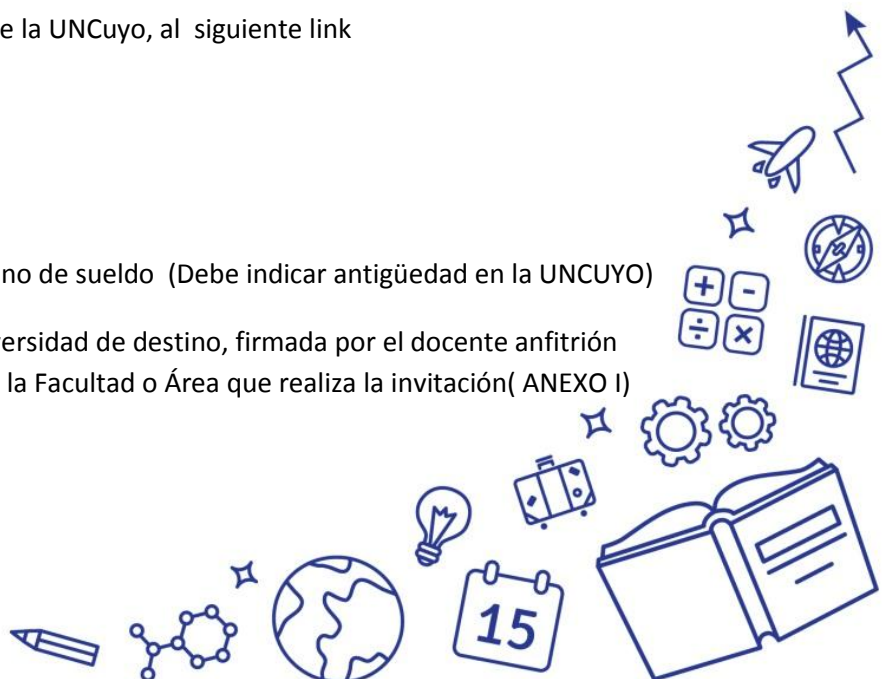 e la UNCuyo, al siguiente link
no de sueldo (Debe indicar antigüedad en la UNCUYO)
ersidad de destino, firmada por el docente anfitrión
la Facultad o Área que realiza la invitación( ANEXO I)
+ -
÷ ×
15